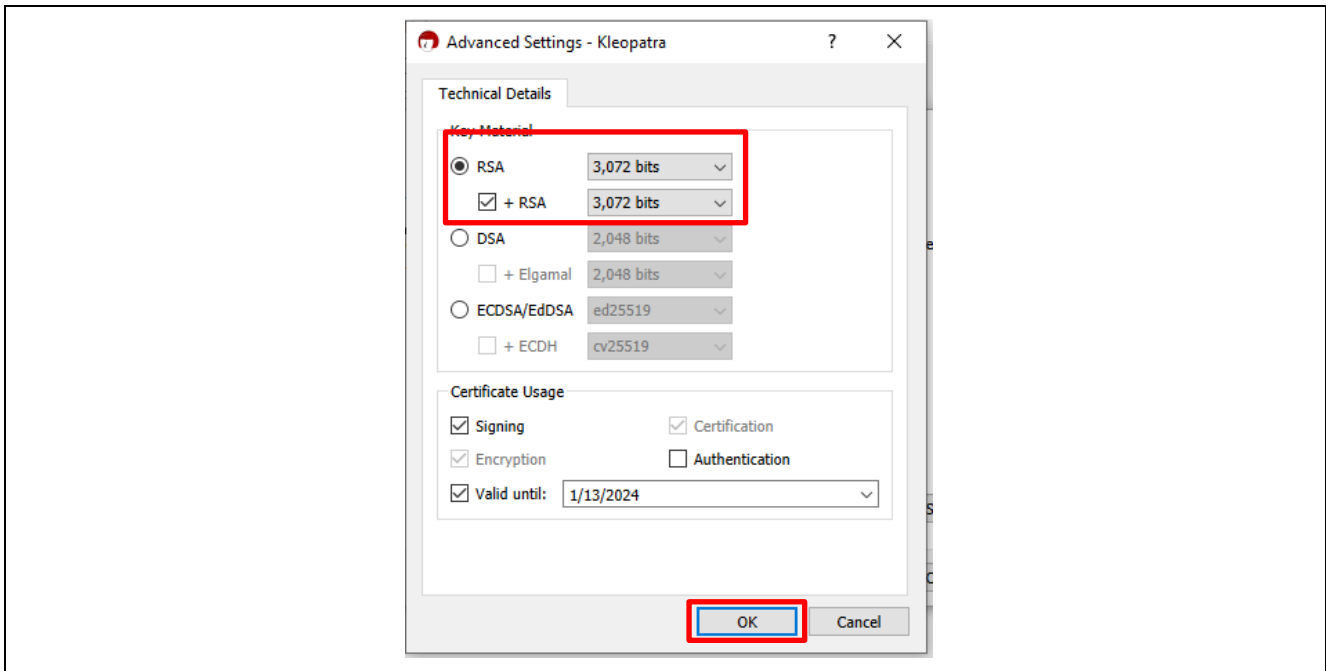 Advanced Settings - Kleopatra ? ×
Technical Details
Key Material
RSA 3,072 bits
+ RSA 3,072 bits
DSA 2,048 bits
+ Elgamal 2,048 bits
ECDSA/EdDSA ed25519
+ ECDH cv25519
Certificate Usage
Signing Certification
Encryption Authentication
Valid until: 1/13/2024
OK Cancel